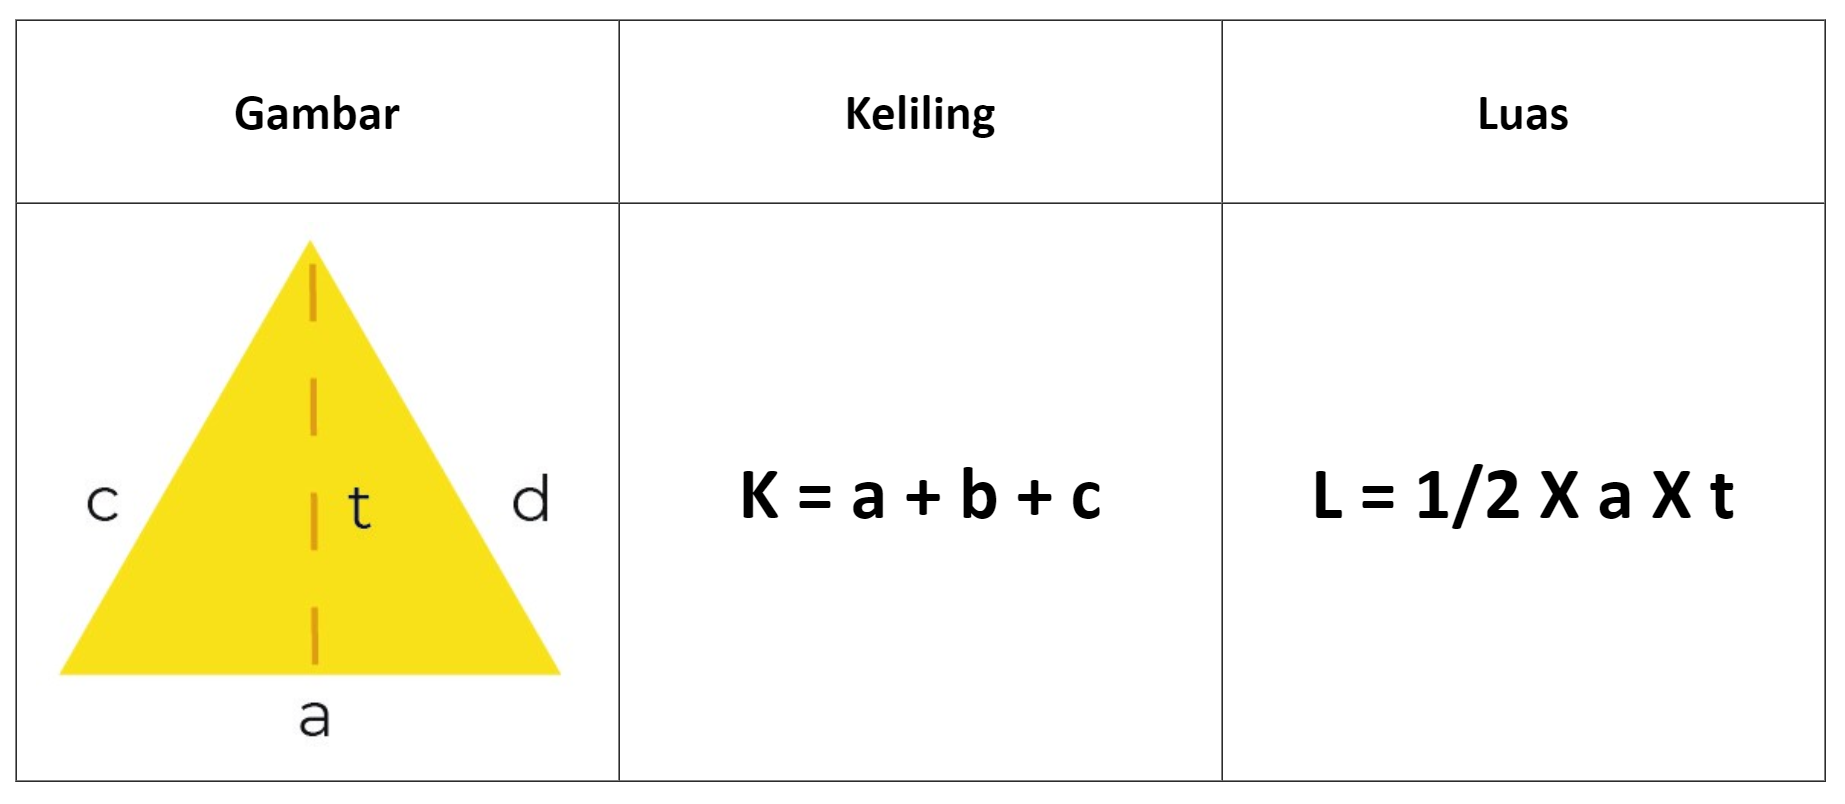 Gambar
Keliling
Luas
c
t
d
a
K = a + b + c
L = 1/2 X a X t